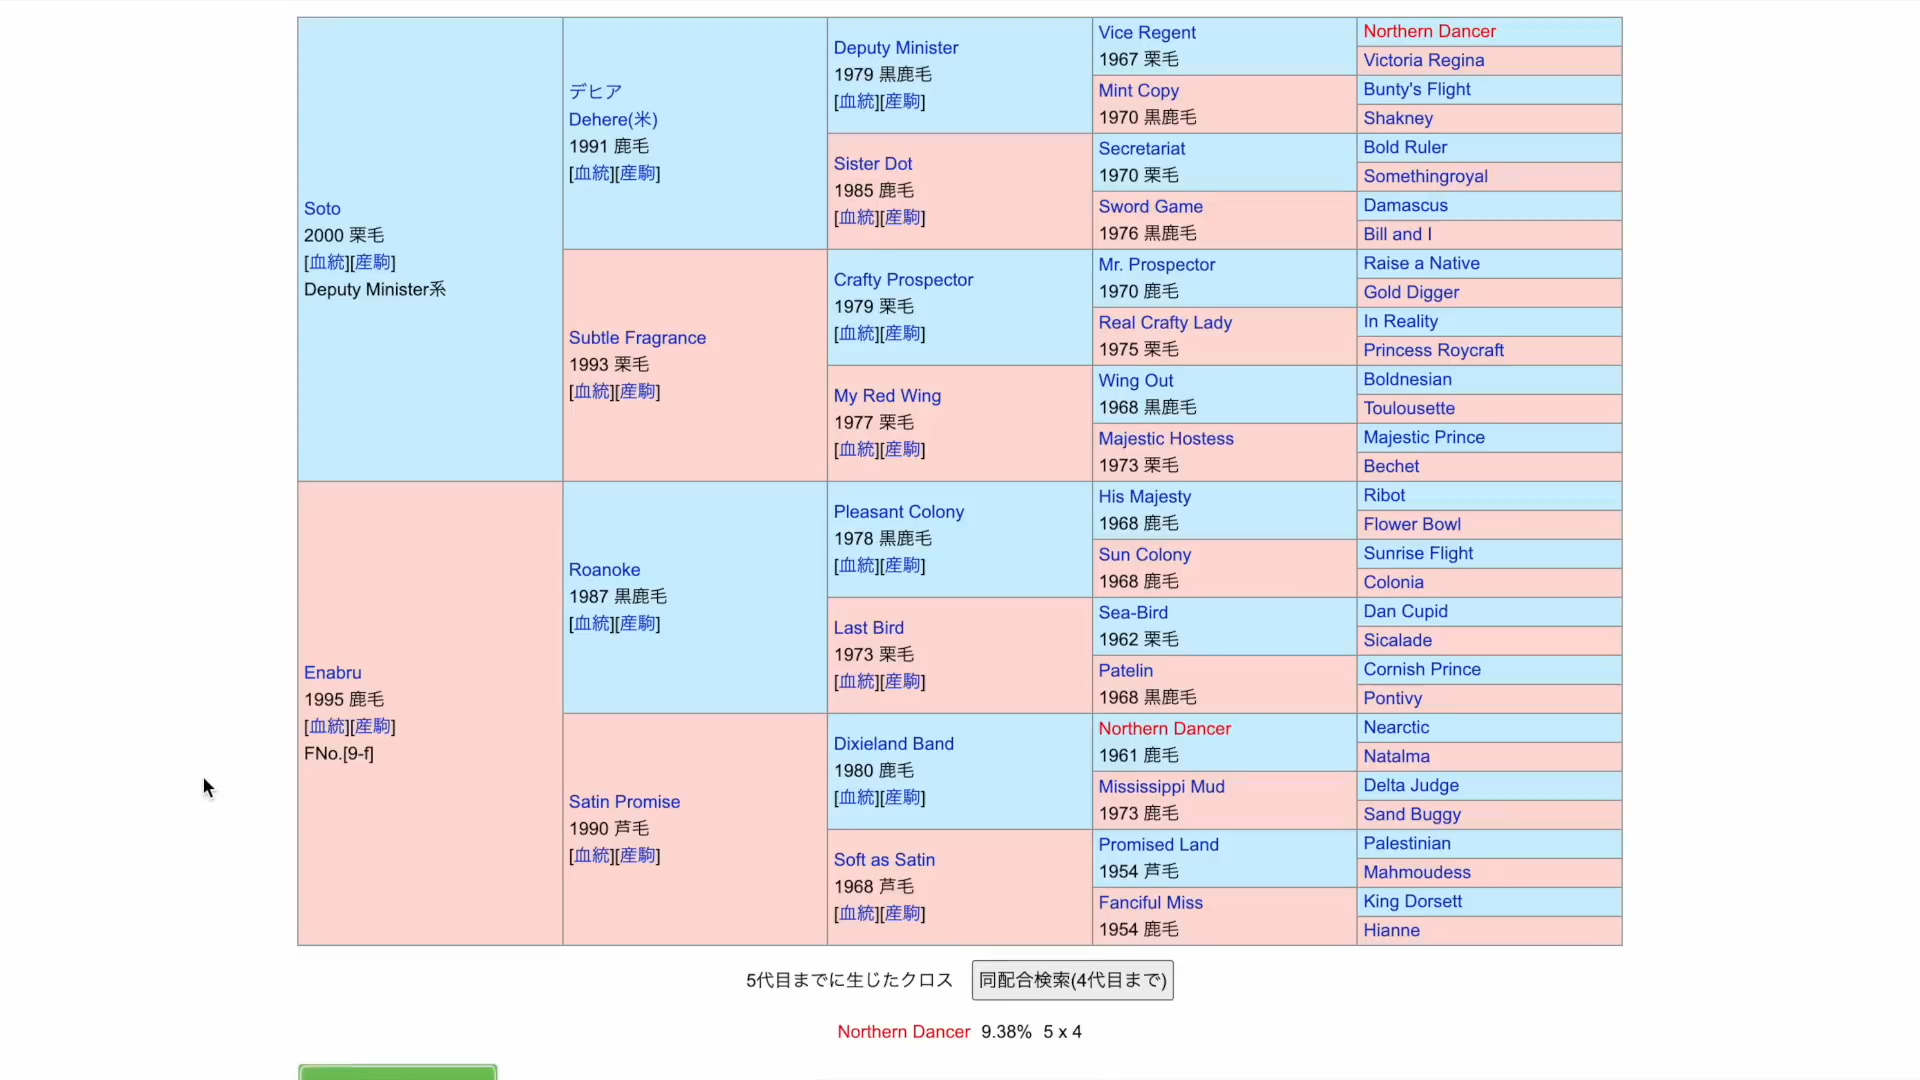 Soto
2000 栗毛
[血統][産駒]
Deputy Minister系
デヒア
Dehere(米)
1991 鹿毛
[血統][産駒]
Deputy Minister
1979 黒鹿毛
[血統][産駒]
Vice Regent
1967 栗毛
Northern Dancer
Victoria Regina
Mint Copy
1970 黒鹿毛
Bunty's Flight
Shakney
Sister Dot
1985 鹿毛
[血統][産駒]
Secretariat
1970 栗毛
Bold Ruler
Somethingroyal
Sword Game
1976 黒鹿毛
Damascus
Bill and I
Subtle Fragrance
1993 栗毛
[血統][産駒]
Crafty Prospector
1979 栗毛
[血統][産駒]
Mr. Prospector
1970 鹿毛
Raise a Native
Gold Digger
Real Crafty Lady
1975 栗毛
In Reality
Princess Roycraft
My Red Wing
1977 栗毛
[血統][産駒]
Wing Out
1968 黒鹿毛
Boldnesian
Toulousette
Majestic Hostess
1973 栗毛
Majestic Prince
Bechet
Enabru
1995 鹿毛
[血統][産駒]
FNo.[9-f]
Roanoke
1987 黒鹿毛
[血統][産駒]
Pleasant Colony
1978 黒鹿毛
[血統][産駒]
His Majesty
1968 鹿毛
Ribot
Flower Bowl
Sun Colony
1968 鹿毛
Sunrise Flight
Colonia
Last Bird
1973 栗毛
[血統][産駒]
Sea-Bird
1962 栗毛
Dan Cupid
Sicalade
Patelin
1968 黒鹿毛
Cornish Prince
Pontivy
Satin Promise
1990 芦毛
[血統][産駒]
Dixieland Band
1980 鹿毛
[血統][産駒]
Northern Dancer
1961 鹿毛
Nearctic
Natalma
Mississippi Mud
1973 鹿毛
Delta Judge
Sand Buggy
Soft as Satin
1968 芦毛
[血統][産駒]
Promised Land
1954 芦毛
Palestinian
Mahmoudess
Fanciful Miss
1954 鹿毛
King Dorsett
Hianne
5代目までに生じたクロス 同配合検索(4代目まで)
Northern Dancer 9.38% 5 x 4